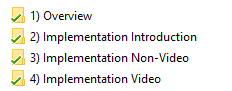 1) Overview
2) Implementation Introduction
3) Implementation Non-Video
4) Implementation Video